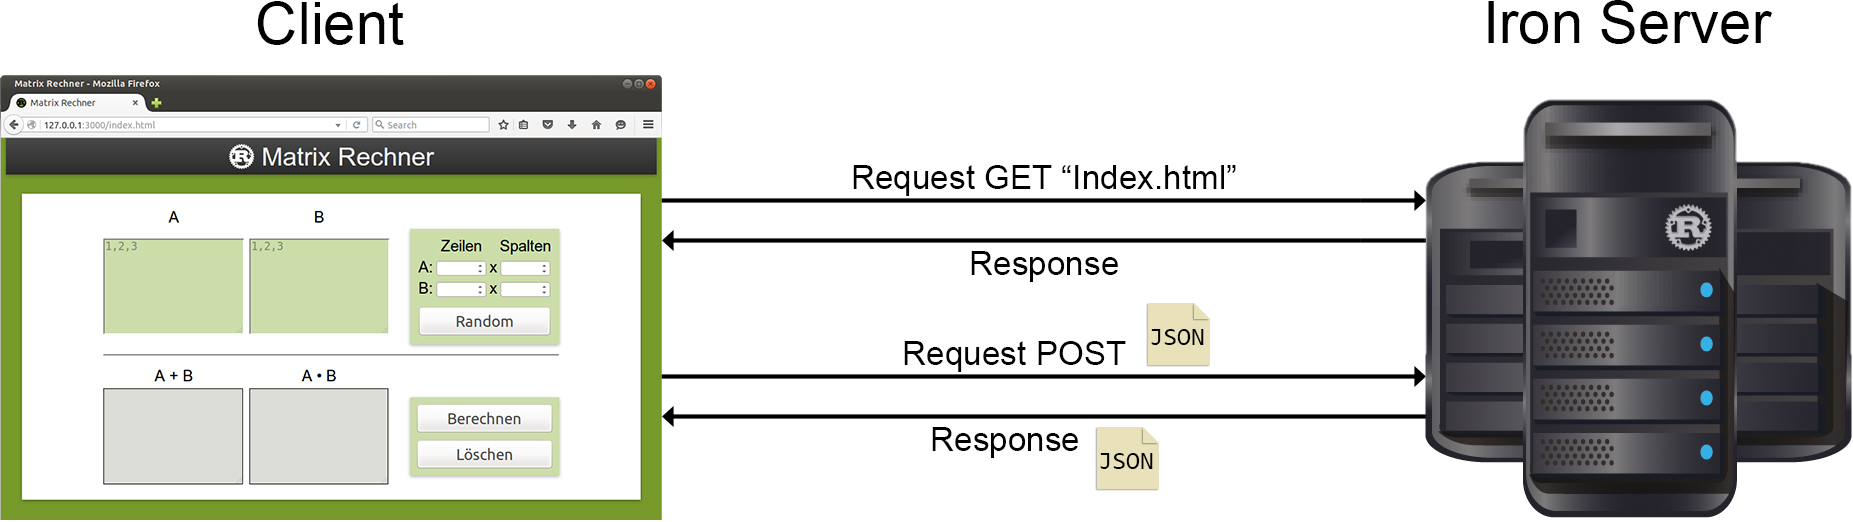 Client
Iron Server
Matrix Rechner - Mozilla Firefox
Matrix Rechner
127.0.0.1:3000/index.html
Search
R Matrix Rechner
A
B
1,2,3
1,2,3
Zeilen Spalten
A: x
B: x
Random
A + B
A • B
Berechnen
Löschen
Request GET “Index.html”
Response
Request POST
JSON
Response
JSON
R